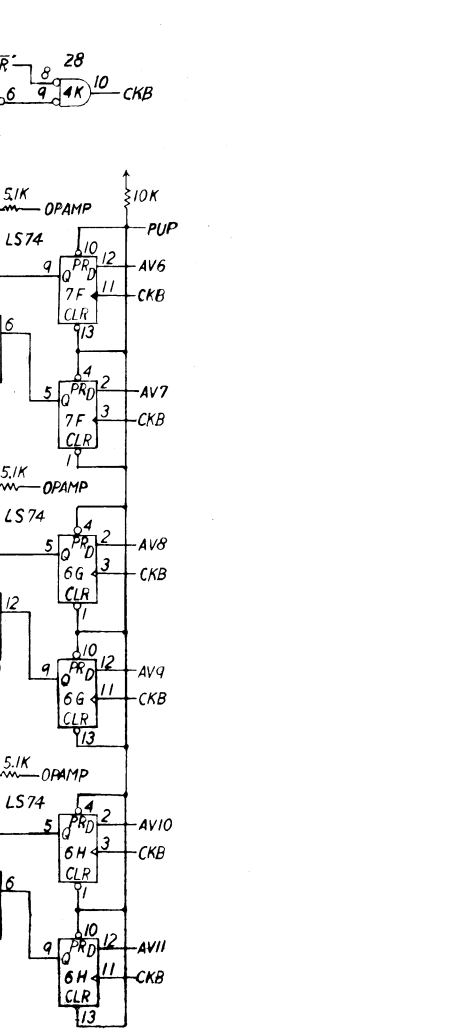 28
R
8
10
6 9 4K CKB
5.1K 10K
OPAMP
PUP
LS74 10
9 PR D 12 AV6
Q
7F 11 CKB
CLR
13
6
4
5 PR D 2 AV7
Q
7F 3 CKB
CLR
1
5.1K
OPAMP
LS74 4
5 PR D 2 AV8
Q
6G 3 CKB
CLR
1
12
10
9 PR D 12 AV9
Q
6G 11 CKB
CLR
13
5.1K
OPAMP
LS74 4
5 PR D 2 AV10
Q
6H 3 CKB
CLR
1
6
10
9 PR D 12 AV11
Q
6H 11 CKB
CLR
13